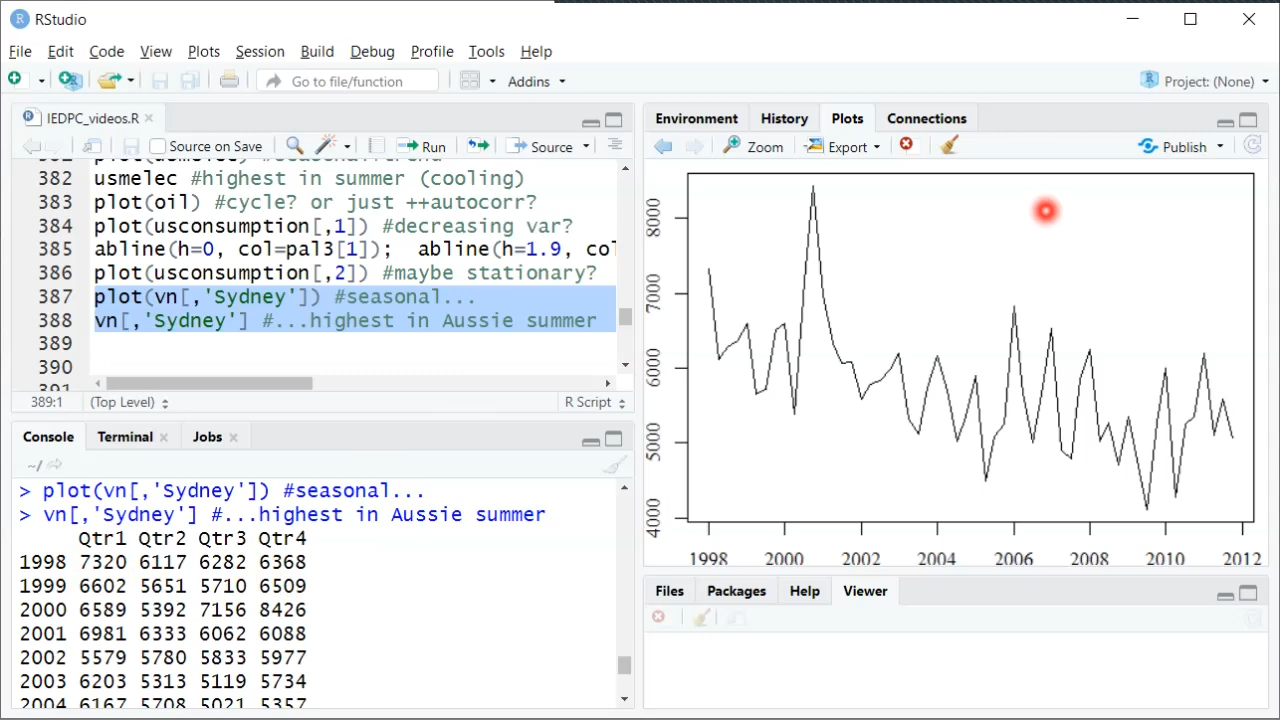 RStudio
File Edit Code View Plots Session Build Debug Profile Tools Help
Go to file/function Addins Project: (None)
IEDPC_videos.R
Source on Save Run Source
382 usmelec #highest in summer (cooling)
383 plot(oil) #cycle? or just ++autocorr?
384 plot(usconsumption[,1]) #decreasing var?
385 abline(h=0, col=pal3[1]); abline(h=1.9, col
386 plot(usconsumption[,2]) #maybe stationary?
387 plot(vn[,'Sydney']) #seasonal...
388 vn[,'Sydney'] #...highest in Aussie summer
389
390
391
389:1 (Top Level) R Script
Console Terminal Jobs
~/
> plot(vn[,'Sydney']) #seasonal...
> vn[,'Sydney'] #...highest in Aussie summer
Qtr1 Qtr2 Qtr3 Qtr4
1998 7320 6117 6282 6368
1999 6602 5651 5710 6509
2000 6589 5392 7156 8426
2001 6981 6333 6062 6088
2002 5579 5780 5833 5977
2003 6203 5313 5119 5734
2004 6167 5708 5021 5357
Environment History Plots Connections
Zoom Export Publish
8000
7000
6000
5000
4000
1998 2000 2002 2004 2006 2008 2010 2012
Files Packages Help Viewer